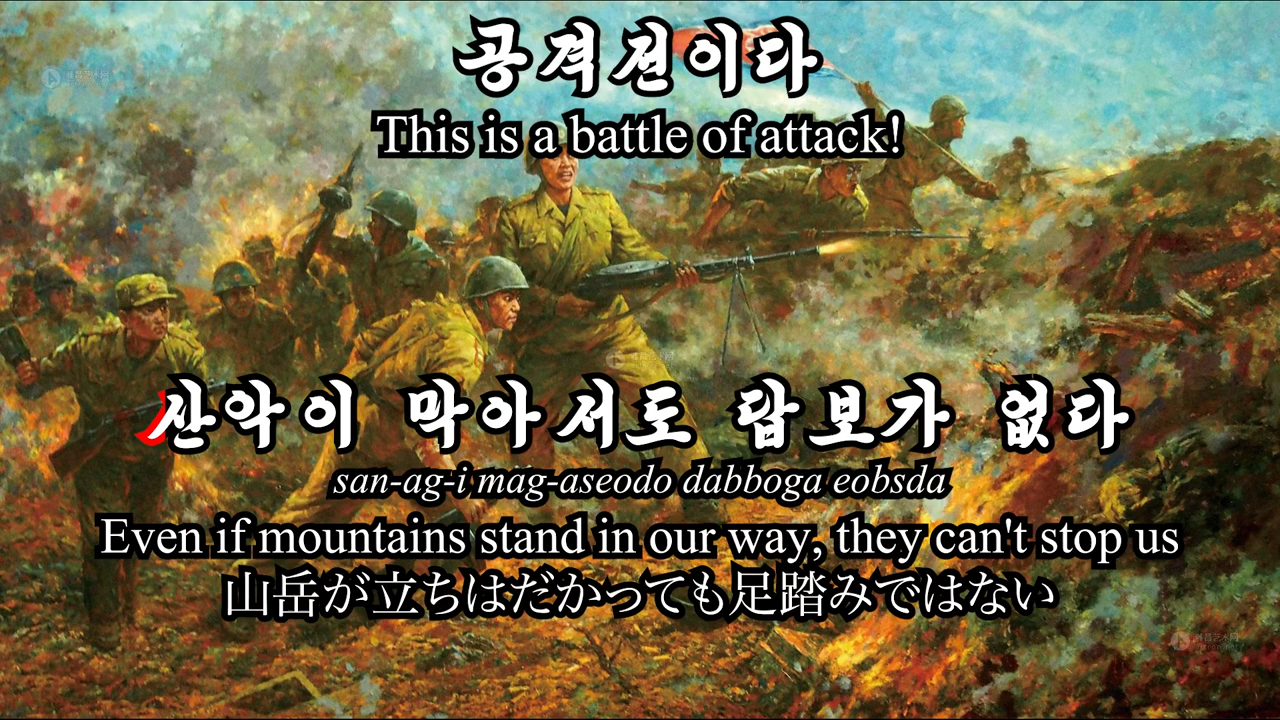 공격전이다
This is a battle of attack!
산악이 막아서도 답보가 없다
san-ag-i mag-aseodo dabboga eobsda
Even if mountains stand in our way, they can't stop us
山岳が立ちはだかっても足踏みではない